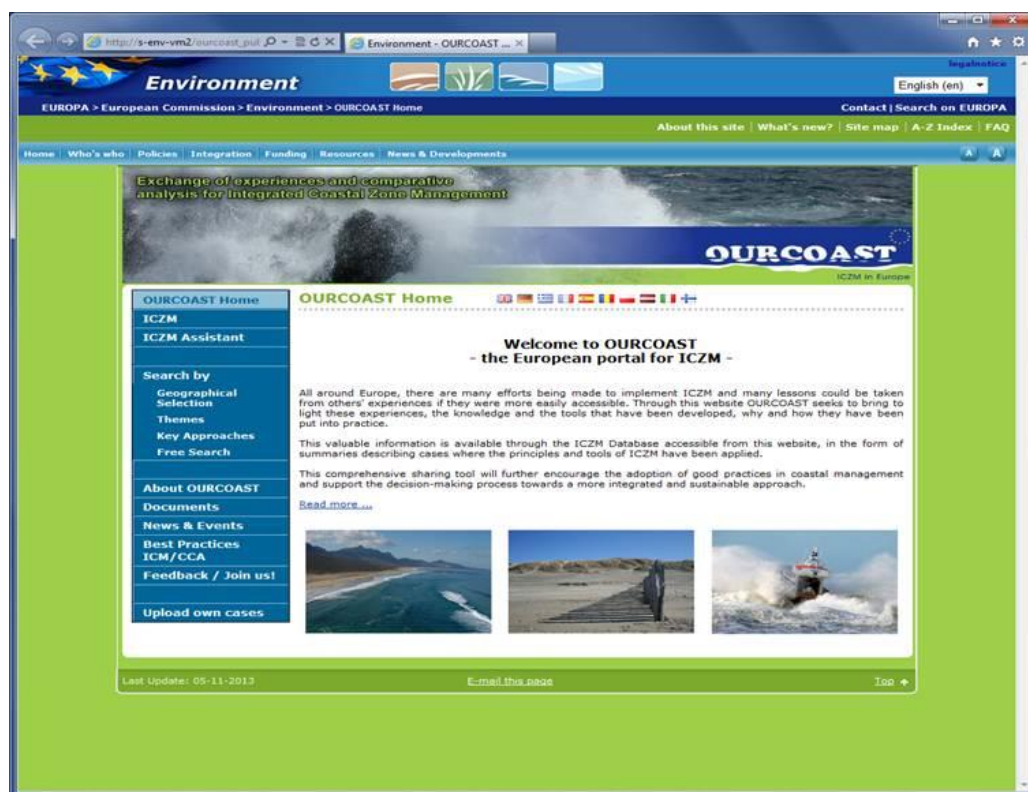 http://s-env-vm2/ourcoast_pul
Environment - OURCOAST ...
legalnotice
Environment
English (en)
EUROPA > European Commission > Environment > OURCOAST Home
Contact | Search on EUROPA
About this site | What's new? | Site map | A-Z Index | FAQ
Home Who's who Policies Integration Funding Resources News & Developments
A A
Exchange of experiences and comparative
analysis for Integrated Coastal Zone Management
OURCOAST
ICZM in Europe
OURCOAST Home
ICZM
ICZM Assistant
Search by
Geographical
Selection
Themes
Key Approaches
Free Search
About OURCOAST
Documents
News & Events
Best Practices
ICM/CCA
Feedback / Join us!
Upload own cases
OURCOAST Home
Welcome to OURCOAST
- the European portal for ICZM -
All around Europe, there are many efforts being made to implement ICZM and many lessons could be taken
from others' experiences if they were more easily accessible. Through this website OURCOAST seeks to bring to
light these experiences, the knowledge and the tools that have been developed, why and how they have been
put into practice.
This valuable information is available through the ICZM Database accessible from this website, in the form of
summaries describing cases where the principles and tools of ICZM have been applied.
This comprehensive sharing tool will further encourage the adoption of good practices in coastal management
and support the decision-making process towards a more integrated and sustainable approach.
Read more ...
Last Update: 05-11-2013
E-mail this page
Top